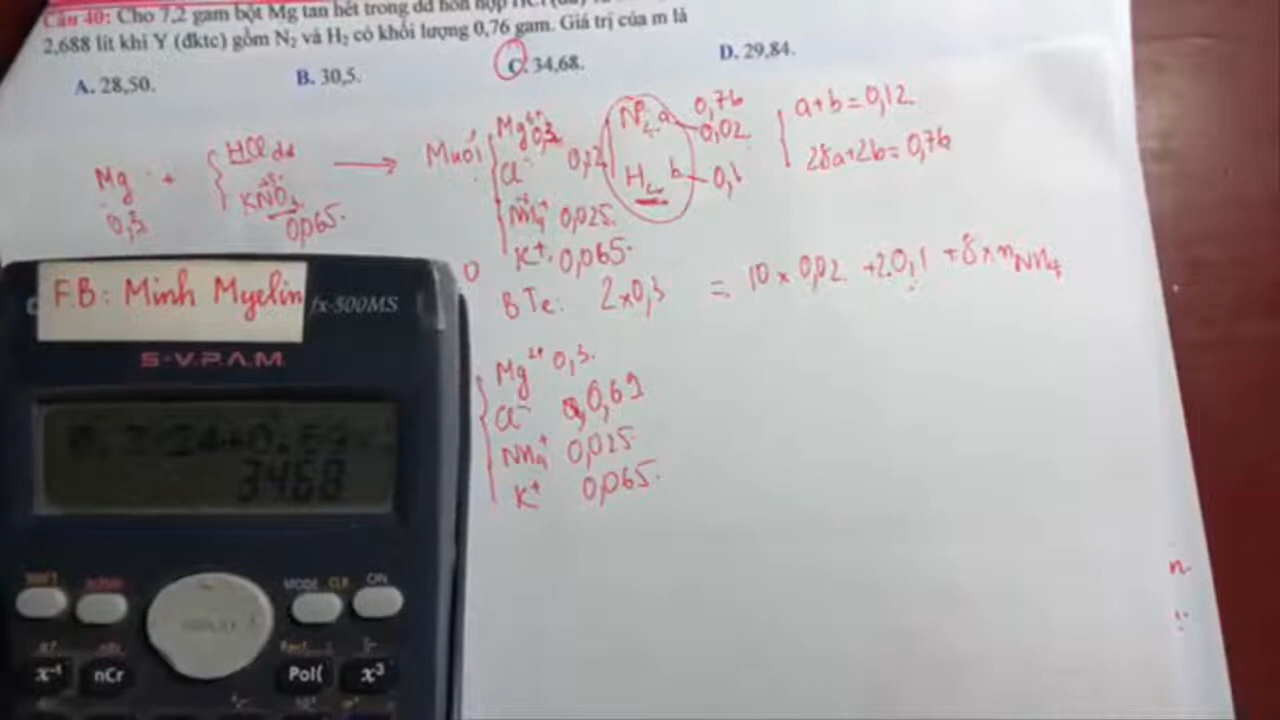 Câu 40: Cho 7,2 gam bột Mg tan hết trong dd hỗn hợp HCl (dư)
2,688 lít khí Y (đktc) gồm N₂ và H₂ có khối lượng 0,76 gam. Giá trị của m là
A. 28,50. B. 30,5. C. 34,68. D. 29,84.
Mg + { HCl dd → Muối { Mg²⁺ 0,3
0,3 KNO₃ 0,065.
Cl⁻
NH₄⁺ 0,025.
K⁺ 0,065.
0,12 N₂ a 0,76 0,02
H₂ b 0,1
a+b=0,12
28a+2b=0,76
BTe: 2×0,3 = 10×0,02 +2.0,1 +8×nNH₄
Mg²⁺ 0,3.
Cl⁻ 0,69
NH₄⁺ 0,025
K⁺ 0,065.
F.B: Minh Myelin
fx-500MS
S-V.P.A.M.
34.68
MODE CLR ON
x⁻¹ nCr Pol( x³